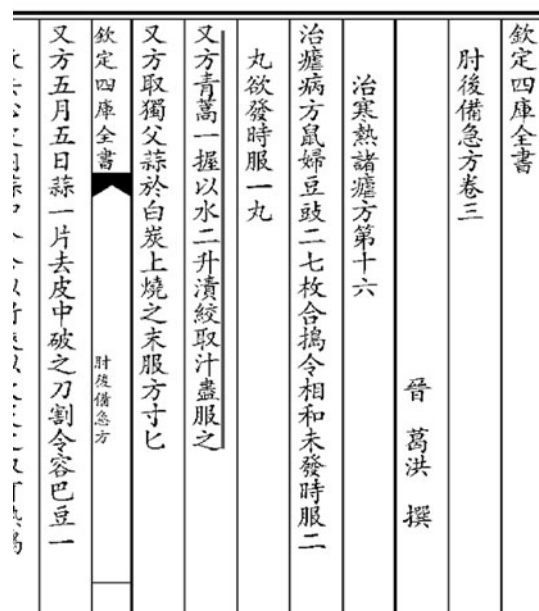 欽定四庫全書
肘後備急方卷三
晉 葛洪 撰
治寒熱諸瘧方第十六
治瘧病方鼠婦豆豉二七枚合搗令相和未發時服二
丸欲發時服一丸
又方青蒿一握以水二升漬絞取汁盡服之
又方取獨父蒜於白炭上燒之末服方寸匕
欽定四庫全書
肘後備急方
又方五月五日蒜一片去皮中破之刀割令容巴豆一